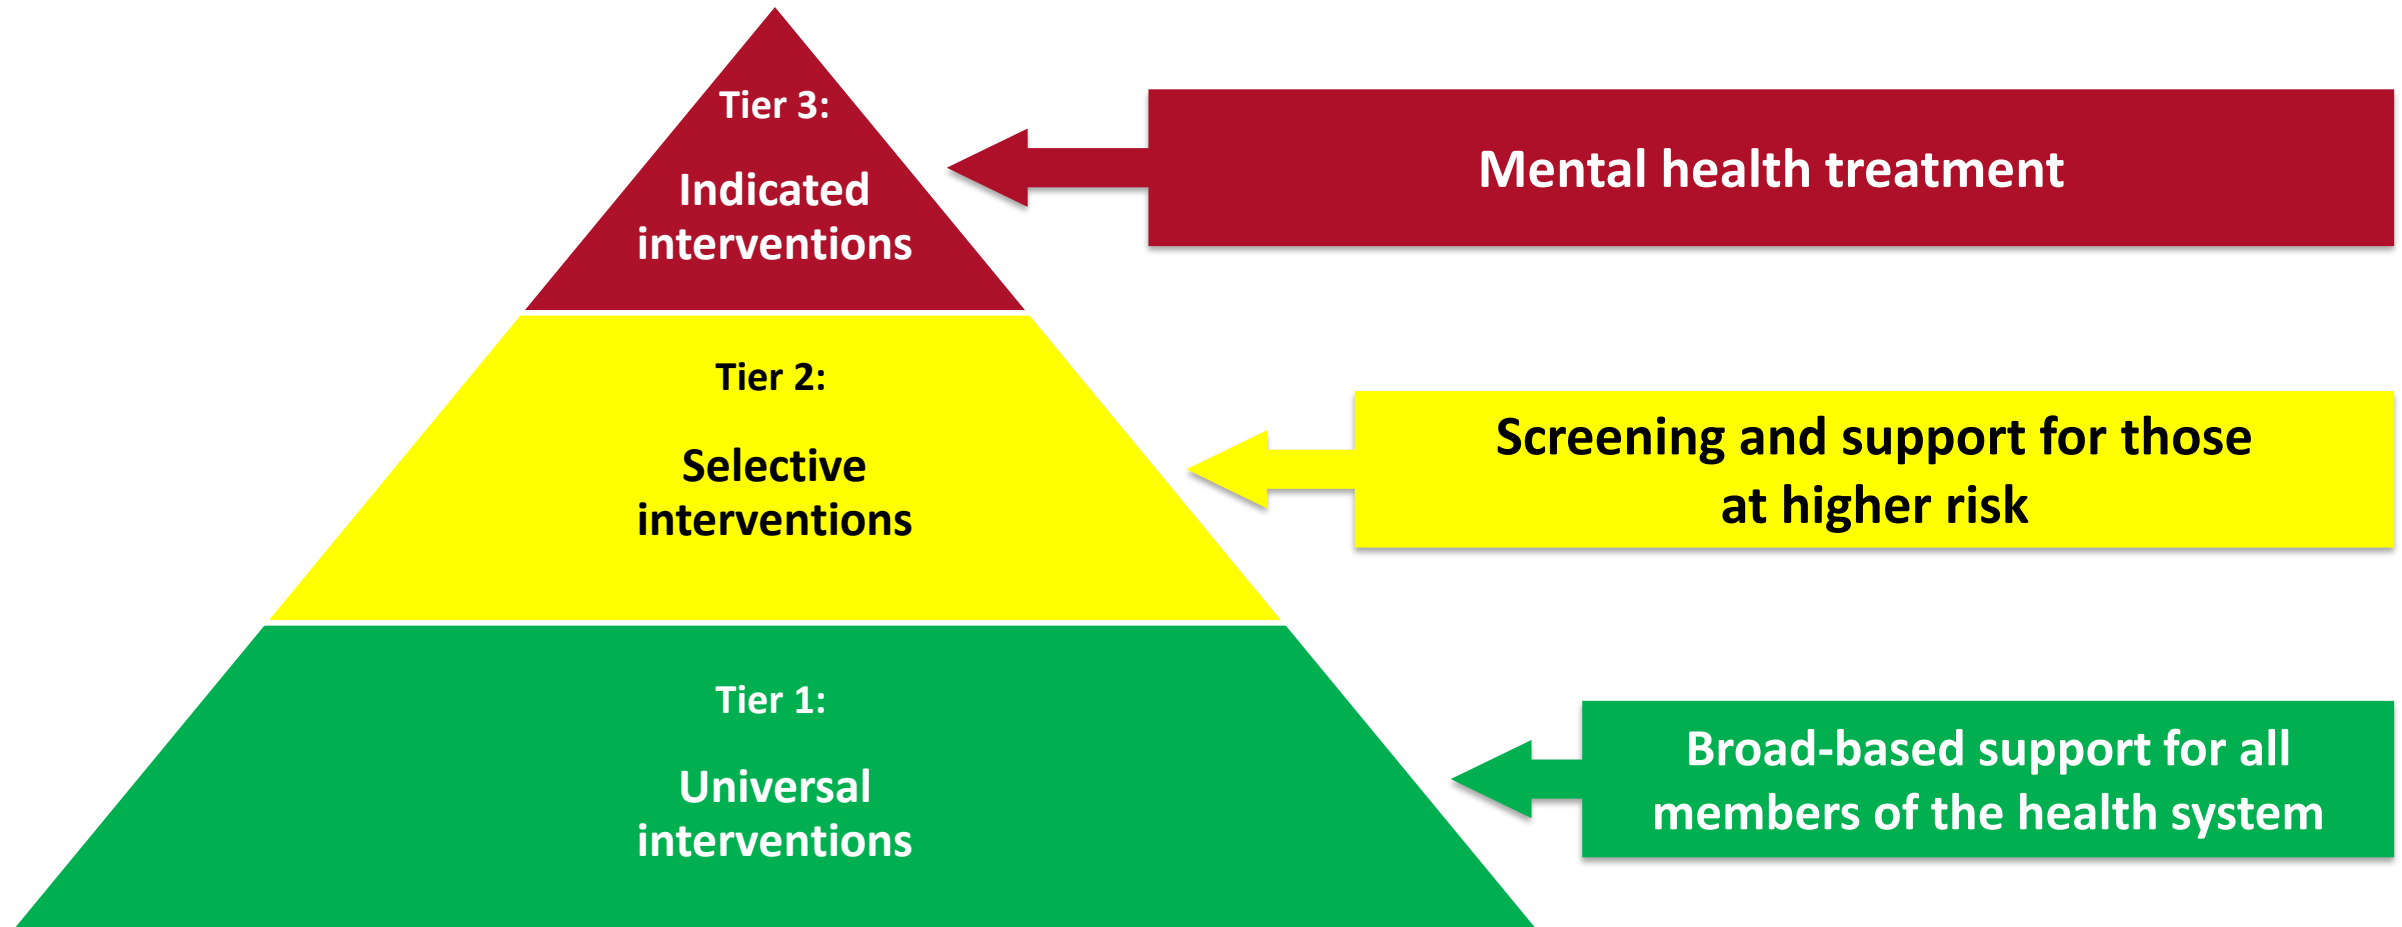 Tier 3:
Indicated
interventions
Mental health treatment
Tier 2:
Selective
interventions
Screening and support for those
at higher risk
Tier 1:
Universal
interventions
Broad-based support for all
members of the health system